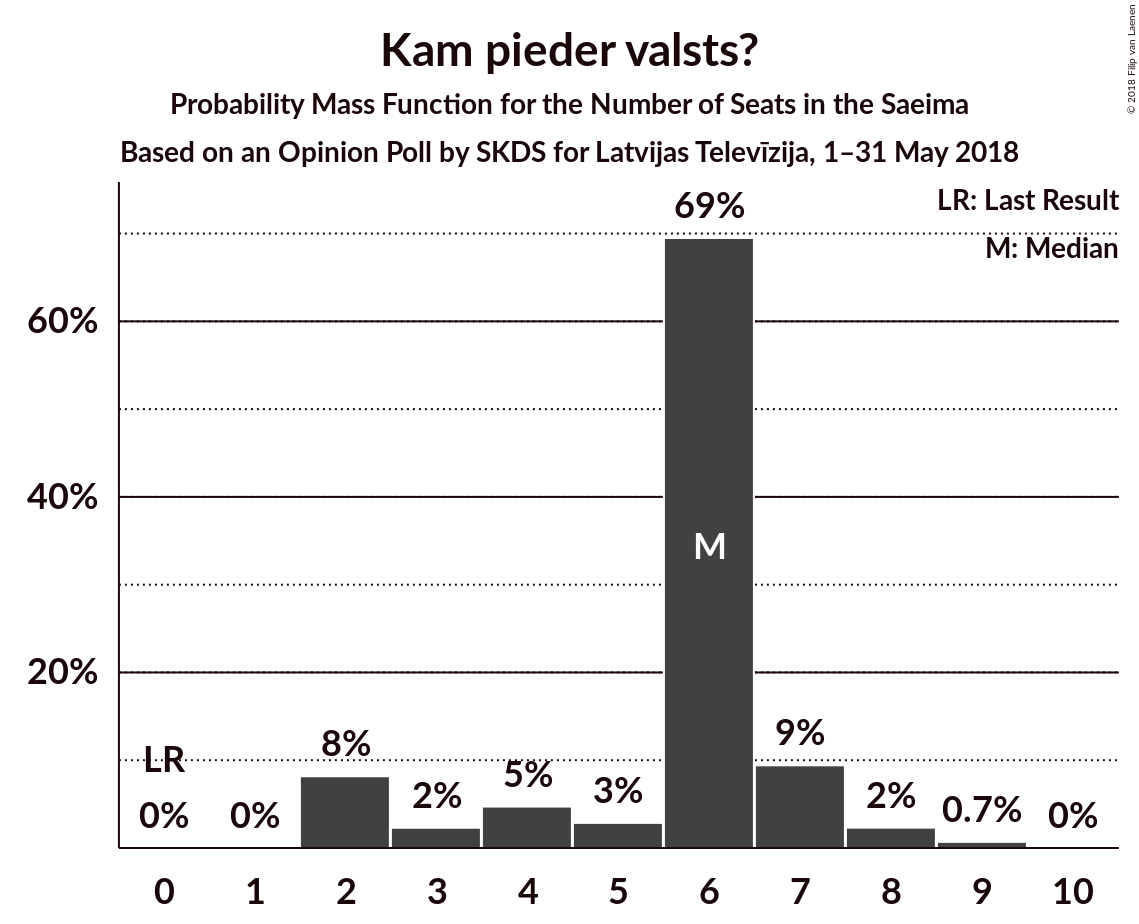 Kam pieder valsts?
Probability Mass Function for the Number of Seats in the Saeima
Based on an Opinion Poll by SKDS for Latvijas Televīzija, 1–31 May 2018
© 2018 Filip van Laenen
LR: Last Result
M: Median
60%
40%
20%
LR
0%
0%
8%
2%
5%
3%
69%
M
9%
2%
0.7%
0%
0 1 2 3 4 5 6 7 8 9 10